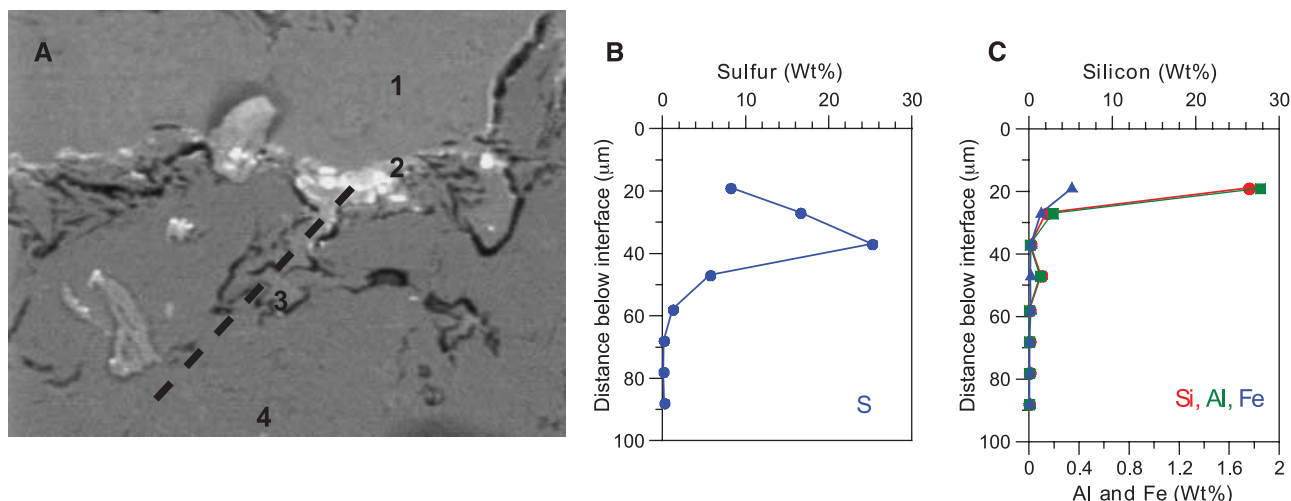 A
1
2
3
4
B
Sulfur (Wt%)
0 10 20 30
Distance below interface (μm)
0
20
40
60
80
100
S
C
Silicon (Wt%)
0 10 20 30
Distance below interface (μm)
0
20
40
60
80
100
Si, Al, Fe
0 0.4 0.8 1.2 1.6 2
Al and Fe (Wt%)